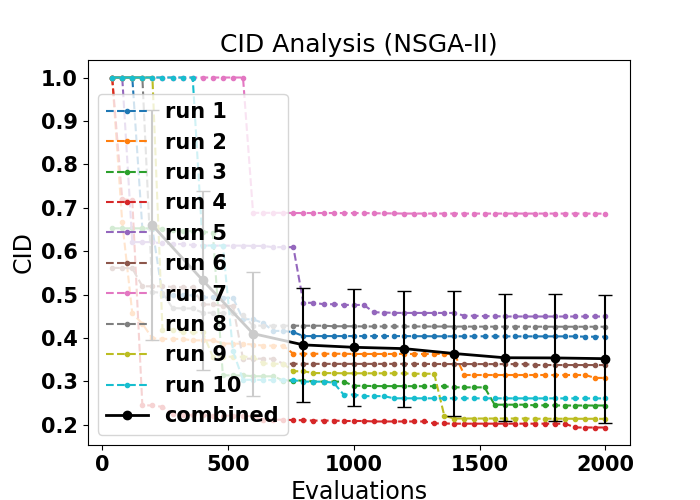 CID Analysis (NSGA-II)
1.0
0.9
0.8
0.7
0.6
0.5
0.4
0.3
0.2
CID
run 1
run 2
run 3
run 4
run 5
run 6
run 7
run 8
run 9
run 10
combined
0 500 1000 1500 2000
Evaluations